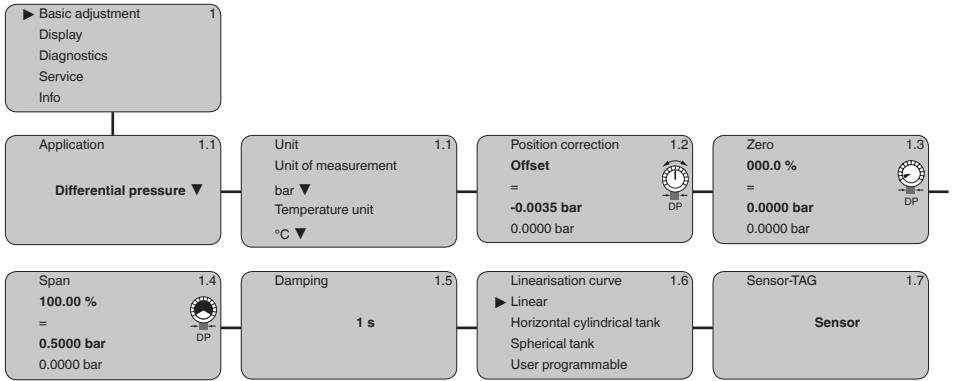 ▶ Basic adjustment 1
Display
Diagnostics
Service
Info
Application 1.1
Differential pressure ▼
Unit 1.1
Unit of measurement
bar ▼
Temperature unit
°C ▼
Position correction 1.2
Offset
=
-0.0035 bar
0.0000 bar
DP
Zero 1.3
000.0 %
=
0.0000 bar
0.0000 bar
DP
Span 1.4
100.00 %
=
0.5000 bar
0.0000 bar
DP
Damping 1.5
1 s
Linearisation curve 1.6
▶ Linear
Horizontal cylindrical tank
Spherical tank
User programmable
Sensor-TAG 1.7
Sensor